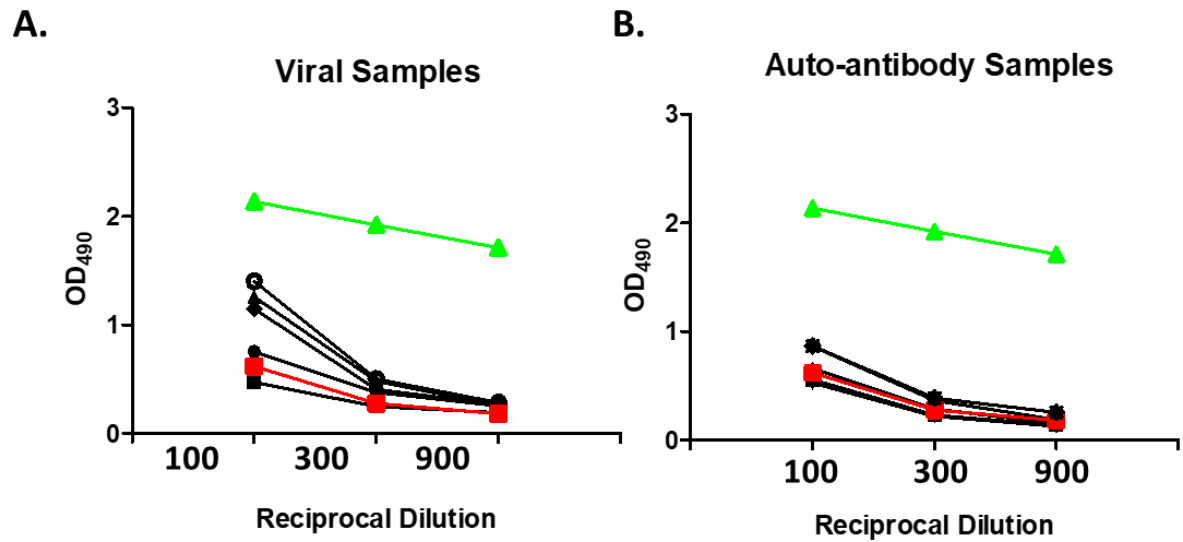 A.
Viral Samples
3
2
1
0
OD490
100 300 900
Reciprocal Dilution
B.
Auto-antibody Samples
3
2
1
0
OD490
100 300 900
Reciprocal Dilution